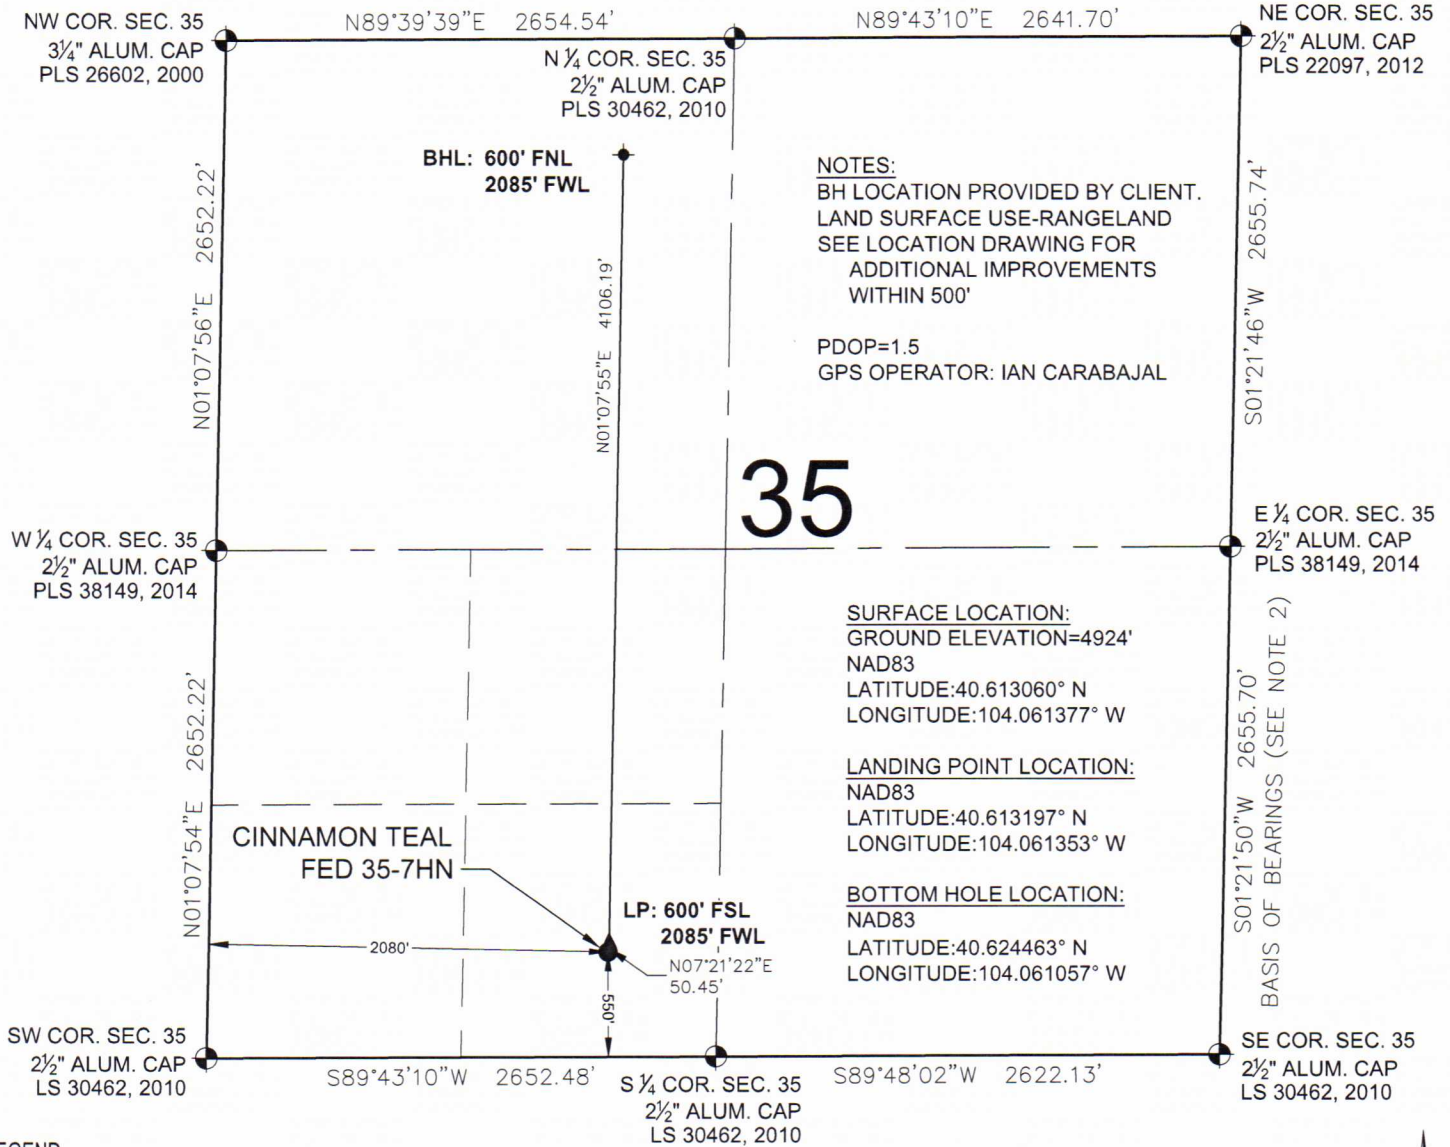 NW COR. SEC. 35
3¼" ALUM. CAP
PLS 26602, 2000
N89°39'39"E 2654.54'
N ¼ COR. SEC. 35
2½" ALUM. CAP
PLS 30462, 2010
N89°43'10"E 2641.70'
NE COR. SEC. 35
2½" ALUM. CAP
PLS 22097, 2012
BHL: 600' FNL
2085' FWL
NOTES:
BH LOCATION PROVIDED BY CLIENT.
LAND SURFACE USE-RANGELAND
SEE LOCATION DRAWING FOR
ADDITIONAL IMPROVEMENTS
WITHIN 500'
PDOP=1.5
GPS OPERATOR: IAN CARABAJAL
N01°07'56"E 2652.22'
N01°07'55"E 4106.19'
S01°21'46"W 2655.74'
35
W ¼ COR. SEC. 35
2½" ALUM. CAP
PLS 38149, 2014
E ¼ COR. SEC. 35
2½" ALUM. CAP
PLS 38149, 2014
SURFACE LOCATION:
GROUND ELEVATION=4924'
NAD83
LATITUDE:40.613060° N
LONGITUDE:104.061377° W
LANDING POINT LOCATION:
NAD83
LATITUDE:40.613197° N
LONGITUDE:104.061353° W
BOTTOM HOLE LOCATION:
NAD83
LATITUDE:40.624463° N
LONGITUDE:104.061057° W
N01°07'54"E 2652.22'
S01°21'50"W 2655.70'
BASIS OF BEARINGS (SEE NOTE 2)
CINNAMON TEAL
FED 35-7HN
LP: 600' FSL
2085' FWL
N07°21'22"E
50.45'
2080'
550'
SW COR. SEC. 35
2½" ALUM. CAP
LS 30462, 2010
S89°43'10"W 2652.48'
S ¼ COR. SEC. 35
2½" ALUM. CAP
LS 30462, 2010
S89°48'02"W 2622.13'
SE COR. SEC. 35
2½" ALUM. CAP
LS 30462, 2010